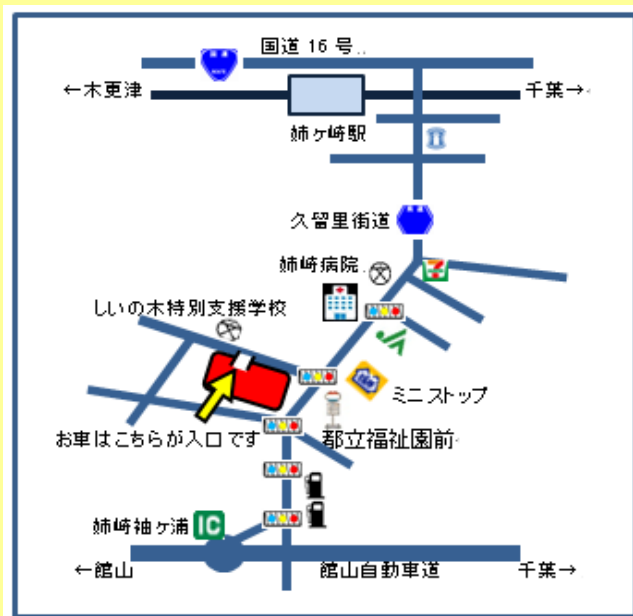 国道 16 号..
←木更津
千葉→
姉ヶ崎駅
久留里街道
姉崎病院.
しいの木特別支援学校
ミニストップ
お車はこちらが入口です
都立福祉園前
姉崎袖ヶ浦
IC
←館山
館山自動車道
千葉→